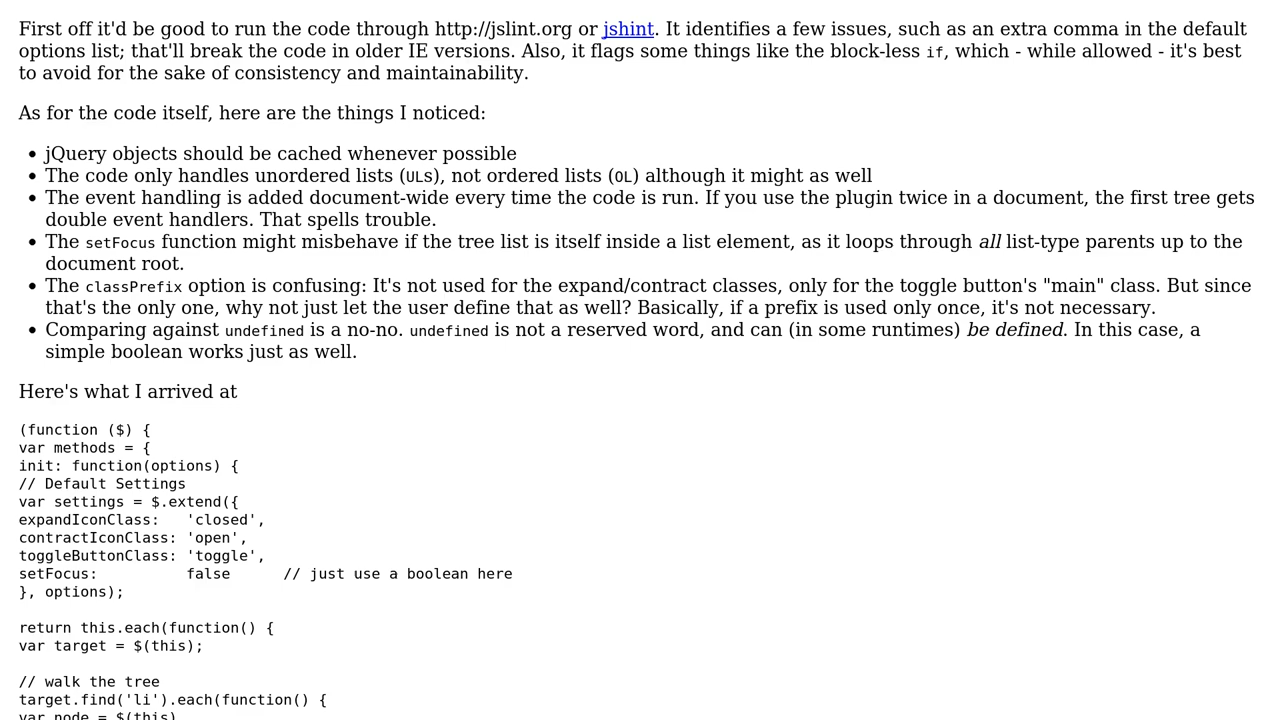 First off it'd be good to run the code through http://jslint.org or jshint. It identifies a few issues, such as an extra comma in the default
options list; that'll break the code in older IE versions. Also, it flags some things like the block-less if, which - while allowed - it's best
to avoid for the sake of consistency and maintainability.
As for the code itself, here are the things I noticed:
• jQuery objects should be cached whenever possible
• The code only handles unordered lists (ULs), not ordered lists (OL) although it might as well
• The event handling is added document-wide every time the code is run. If you use the plugin twice in a document, the first tree gets
double event handlers. That spells trouble.
• The setFocus function might misbehave if the tree list is itself inside a list element, as it loops through all list-type parents up to the
document root.
• The classPrefix option is confusing: It's not used for the expand/contract classes, only for the toggle button's "main" class. But since
that's the only one, why not just let the user define that as well? Basically, if a prefix is used only once, it's not necessary.
• Comparing against undefined is a no-no. undefined is not a reserved word, and can (in some runtimes) be defined. In this case, a
simple boolean works just as well.
Here's what I arrived at
(function ($) {
var methods = {
init: function(options) {
// Default Settings
var settings = $.extend({
expandIconClass:   'closed',
contractIconClass: 'open',
toggleButtonClass: 'toggle',
setFocus:          false      // just use a boolean here
}, options);
return this.each(function() {
var target = $(this);
// walk the tree
target.find('li').each(function() {
var node = $(this)